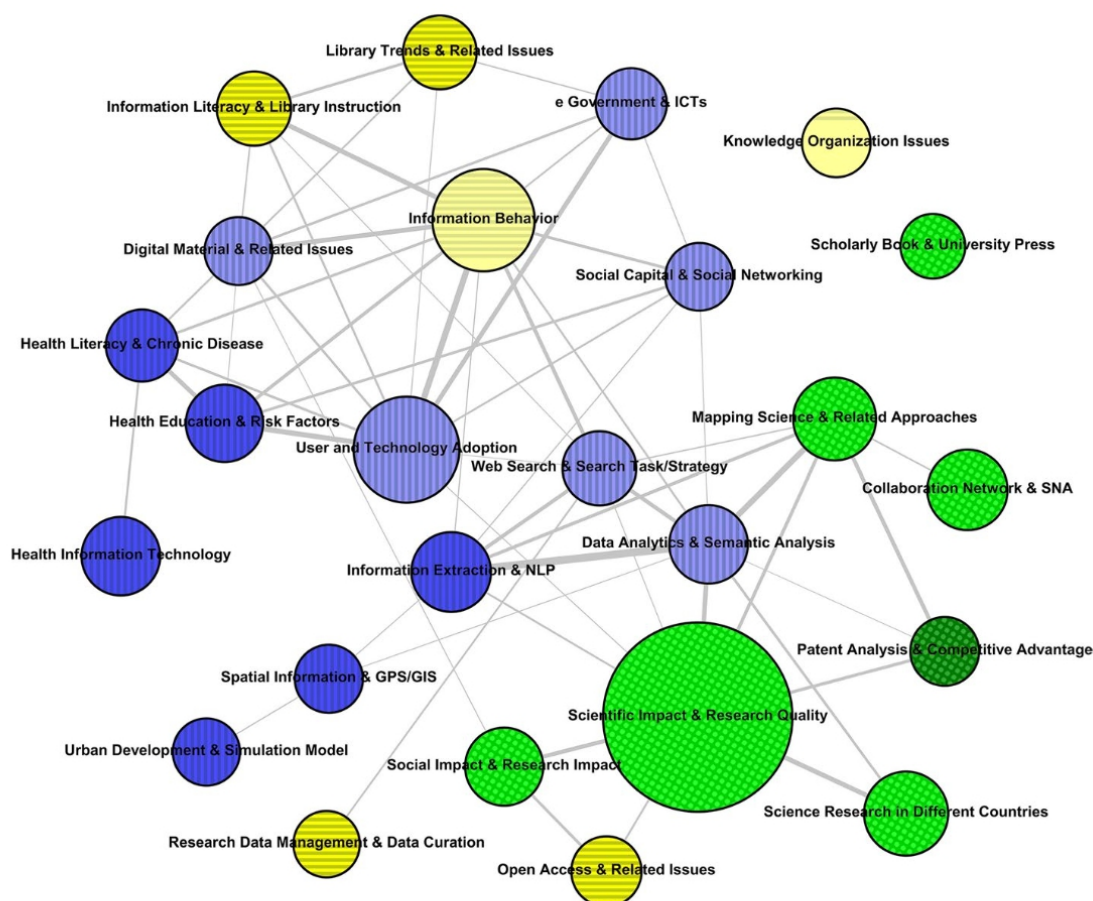 Library Trends & Related Issues
Information Literacy & Library Instruction
e Government & ICTs
Knowledge Organization Issues
Information Behavior
Scholarly Book & University Press
Digital Material & Related Issues
Social Capital & Social Networking
Health Literacy & Chronic Disease
Mapping Science & Related Approaches
Health Education & Risk Factors
User and Technology Adoption
Web Search & Search Task/Strategy
Collaboration Network & SNA
Data Analytics & Semantic Analysis
Health Information Technology
Information Extraction & NLP
Patent Analysis & Competitive Advantage
Spatial Information & GPS/GIS
Scientific Impact & Research Quality
Urban Development & Simulation Model
Social Impact & Research Impact
Science Research in Different Countries
Research Data Management & Data Curation
Open Access & Related Issues